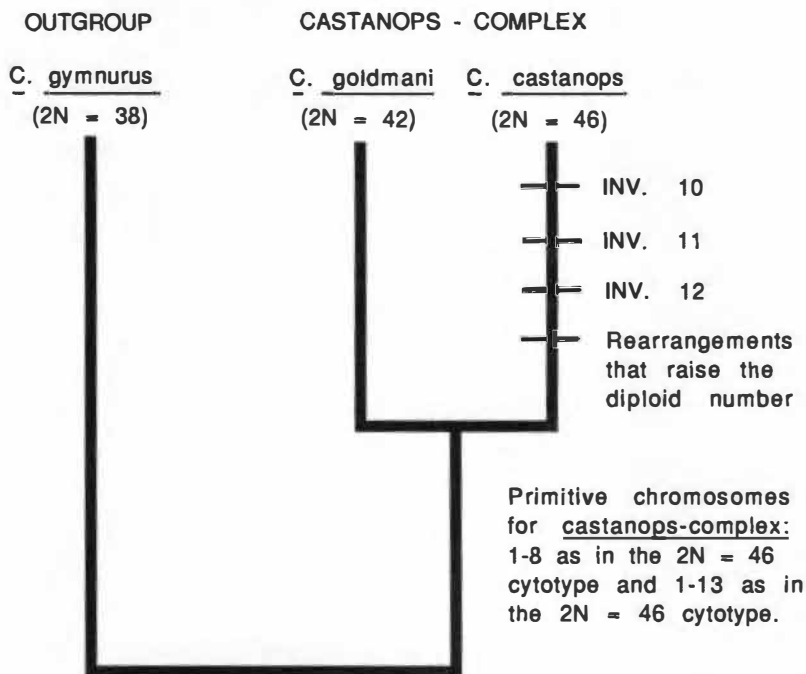 OUTGROUP CASTANOPS - COMPLEX
C. gymnurus C. goldmani C. castanops
(2N = 38) (2N = 42) (2N = 46)
INV. 10
INV. 11
INV. 12
Rearrangements
that raise the
diploid number
Primitive chromosomes
for castanops-complex:
1-8 as in the 2N = 46
cytotype and 1-13 as in
the 2N = 46 cytotype.